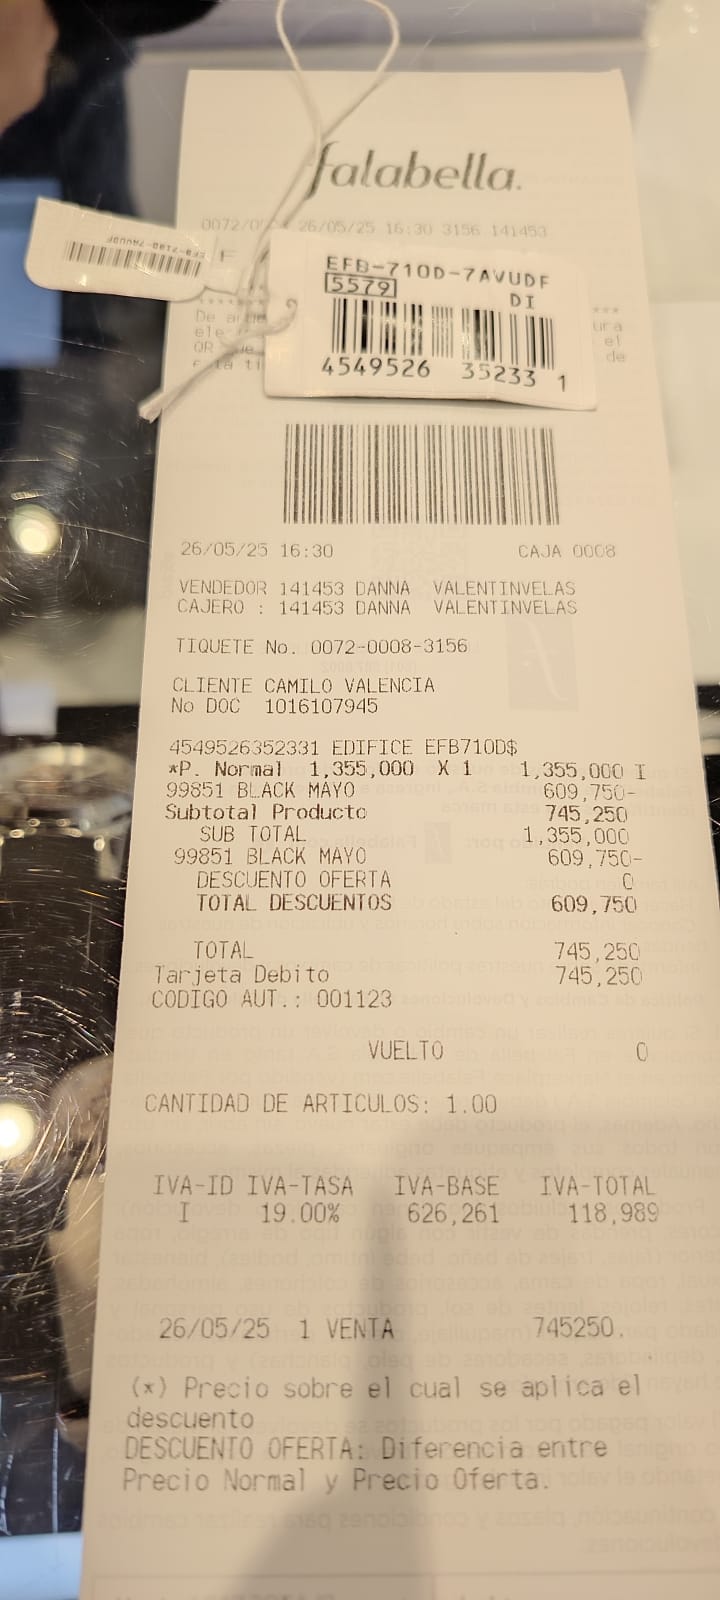 falabella.
26/05/25 16:30 3156 141453
EFB-710D-7AVUDF
5579
DI
4549526 35233 1
De
ura
el
QR
de
26/05/25 16:30 CAJA 0008
VENDEDOR 141453 DANNA VALENTINVELAS
CAJERO : 141453 DANNA VALENTINVELAS
TIQUETE No. 0072-0008-3156
CLIENTE CAMILO VALENCIA
No DOC 1016107945
4549526352331 EDIFICE EFB710D$
*P. Normal 1,355,000 X 1 1,355,000 I
99851 BLACK MAYO 609,750-
Subtotal Producto 745,250
SUB TOTAL 1,355,000
99851 BLACK MAYO 609,750-
DESCUENTO OFERTA 0
TOTAL DESCUENTOS 609,750
TOTAL 745,250
Tarjeta Debito 745,250
CODIGO AUT.: 001123
VUELTO 0
CANTIDAD DE ARTICULOS: 1.00
IVA-ID IVA-TASA IVA-BASE IVA-TOTAL
I 19.00% 626,261 118,989
26/05/25 1 VENTA 745250.
(*) Precio sobre el cual se aplica el
descuento
DESCUENTO OFERTA: Diferencia entre
Precio Normal y Precio Oferta.